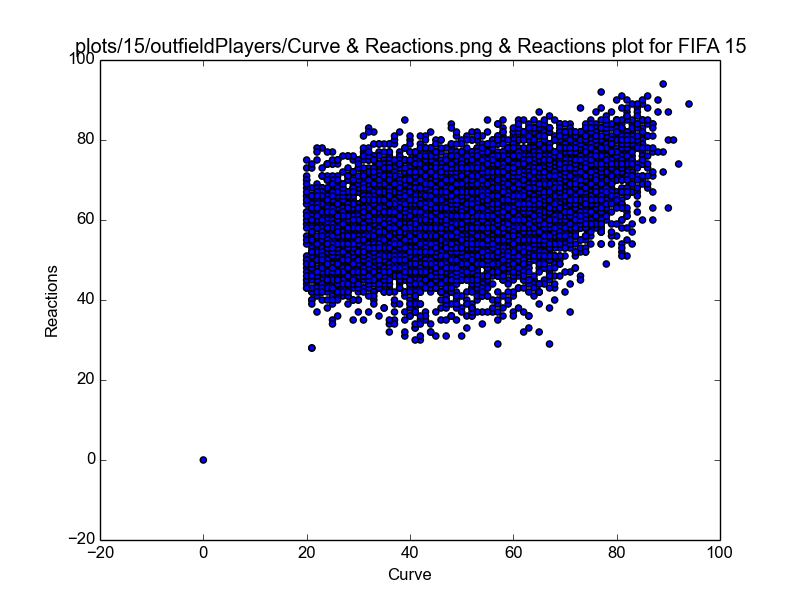 plots/15/outfieldPlayers/Curve & Reactions.png & Reactions plot for FIFA 15
100
80
60
40
20
0
−20
Reactions
−20 0 20 40 60 80 100
Curve